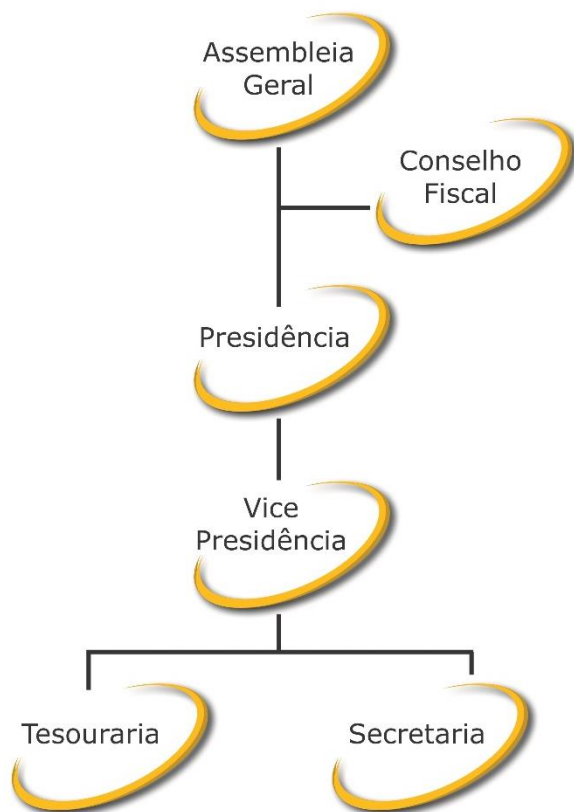 Assembleia
Geral
Conselho
Fiscal
Presidência
Vice
Presidência
Tesouraria
Secretaria